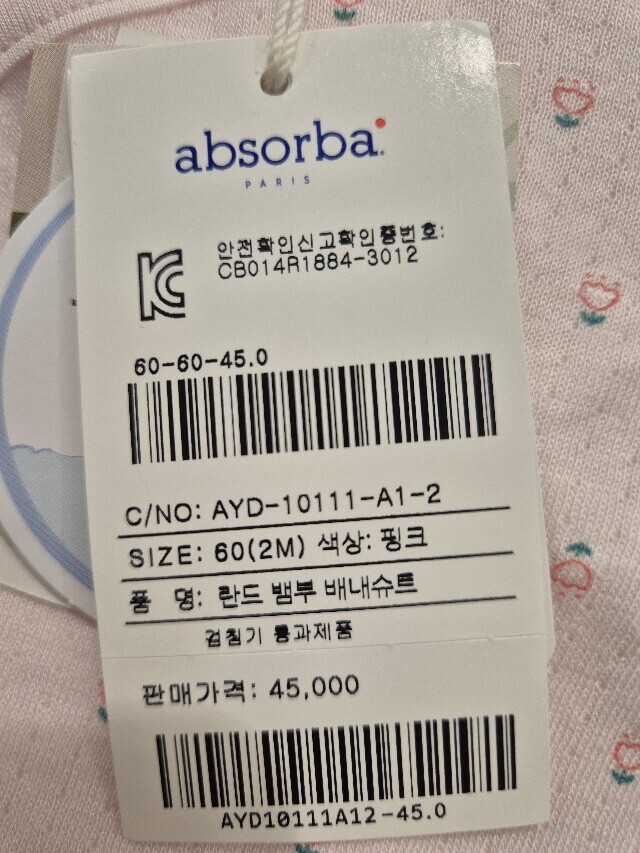 absorba
PARIS
안전확인신고확인증번호:
CB014R1884-3012
60-60-45.0
C/NO: AYD-10111-A1-2
SIZE: 60(2M) 색상: 핑크
품 명: 란드 뱀부 배내슈트
검침기 통과제품
판매가격: 45,000
AYD10111A12-45.0